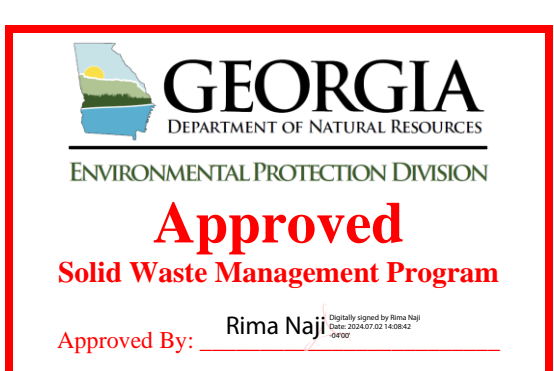 GEORGIA
DEPARTMENT OF NATURAL RESOURCES
ENVIRONMENTAL PROTECTION DIVISION
Approved
Solid Waste Management Program
Rima Naji
Digitally signed by Rima Naji
Date: 2024.07.02 14:08:42
-04'00'
Approved By: _________________________